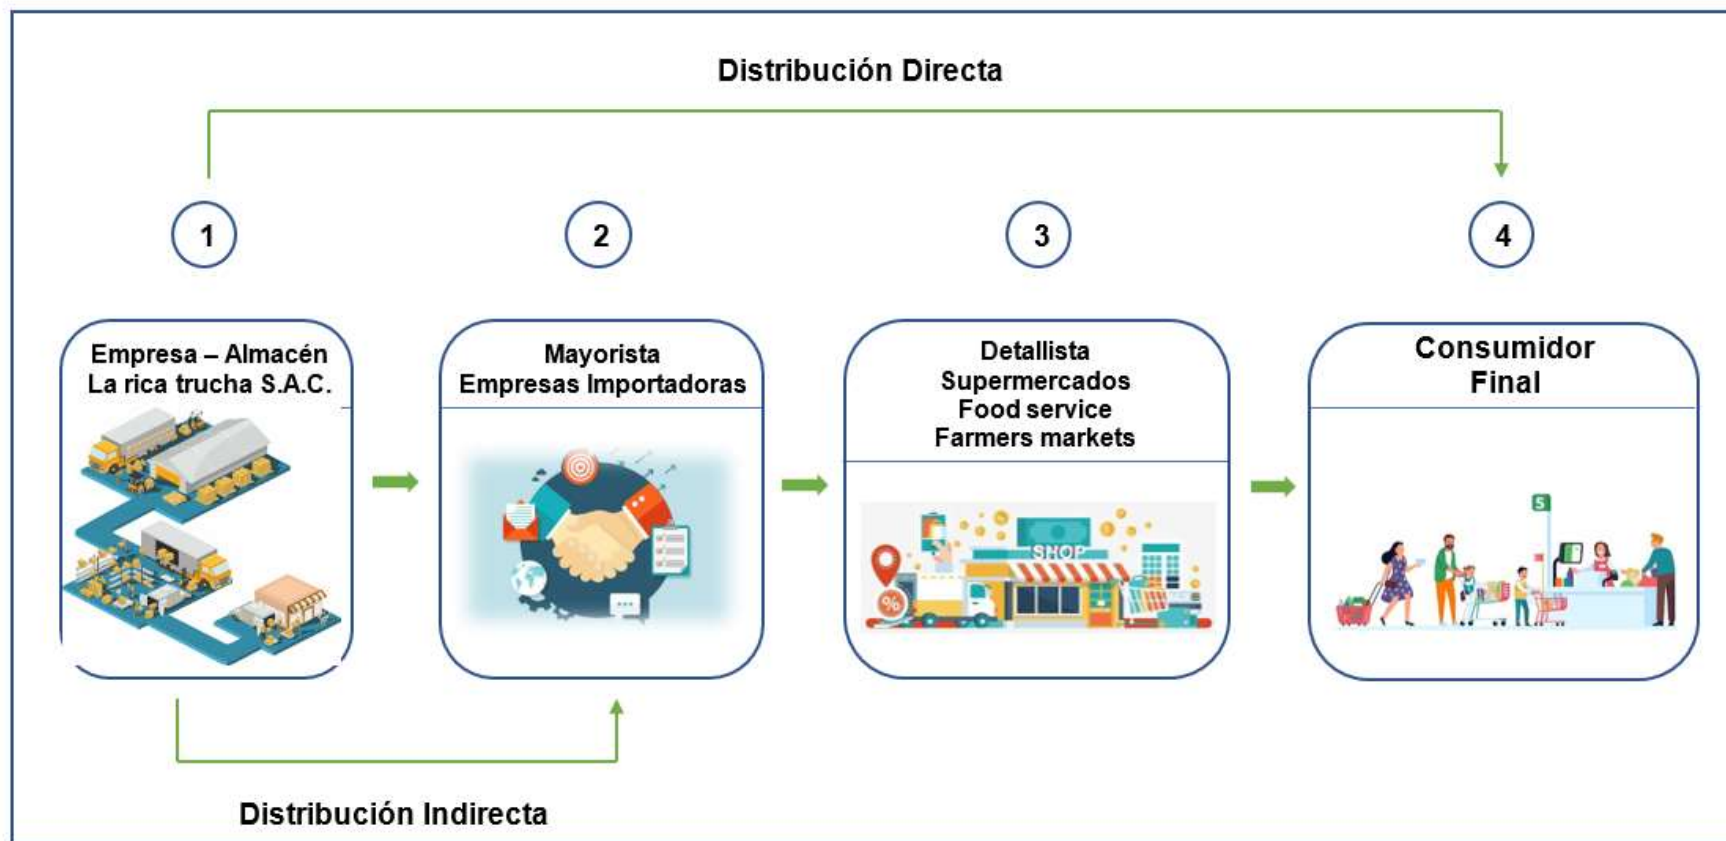 Distribución Directa
1
2
3
4
Empresa – Almacén
La rica trucha S.A.C.
Mayorista
Empresas Importadoras
Detallista
Supermercados
Food service
Farmers markets
Consumidor
Final
SHOP
%
S
Distribución Indirecta